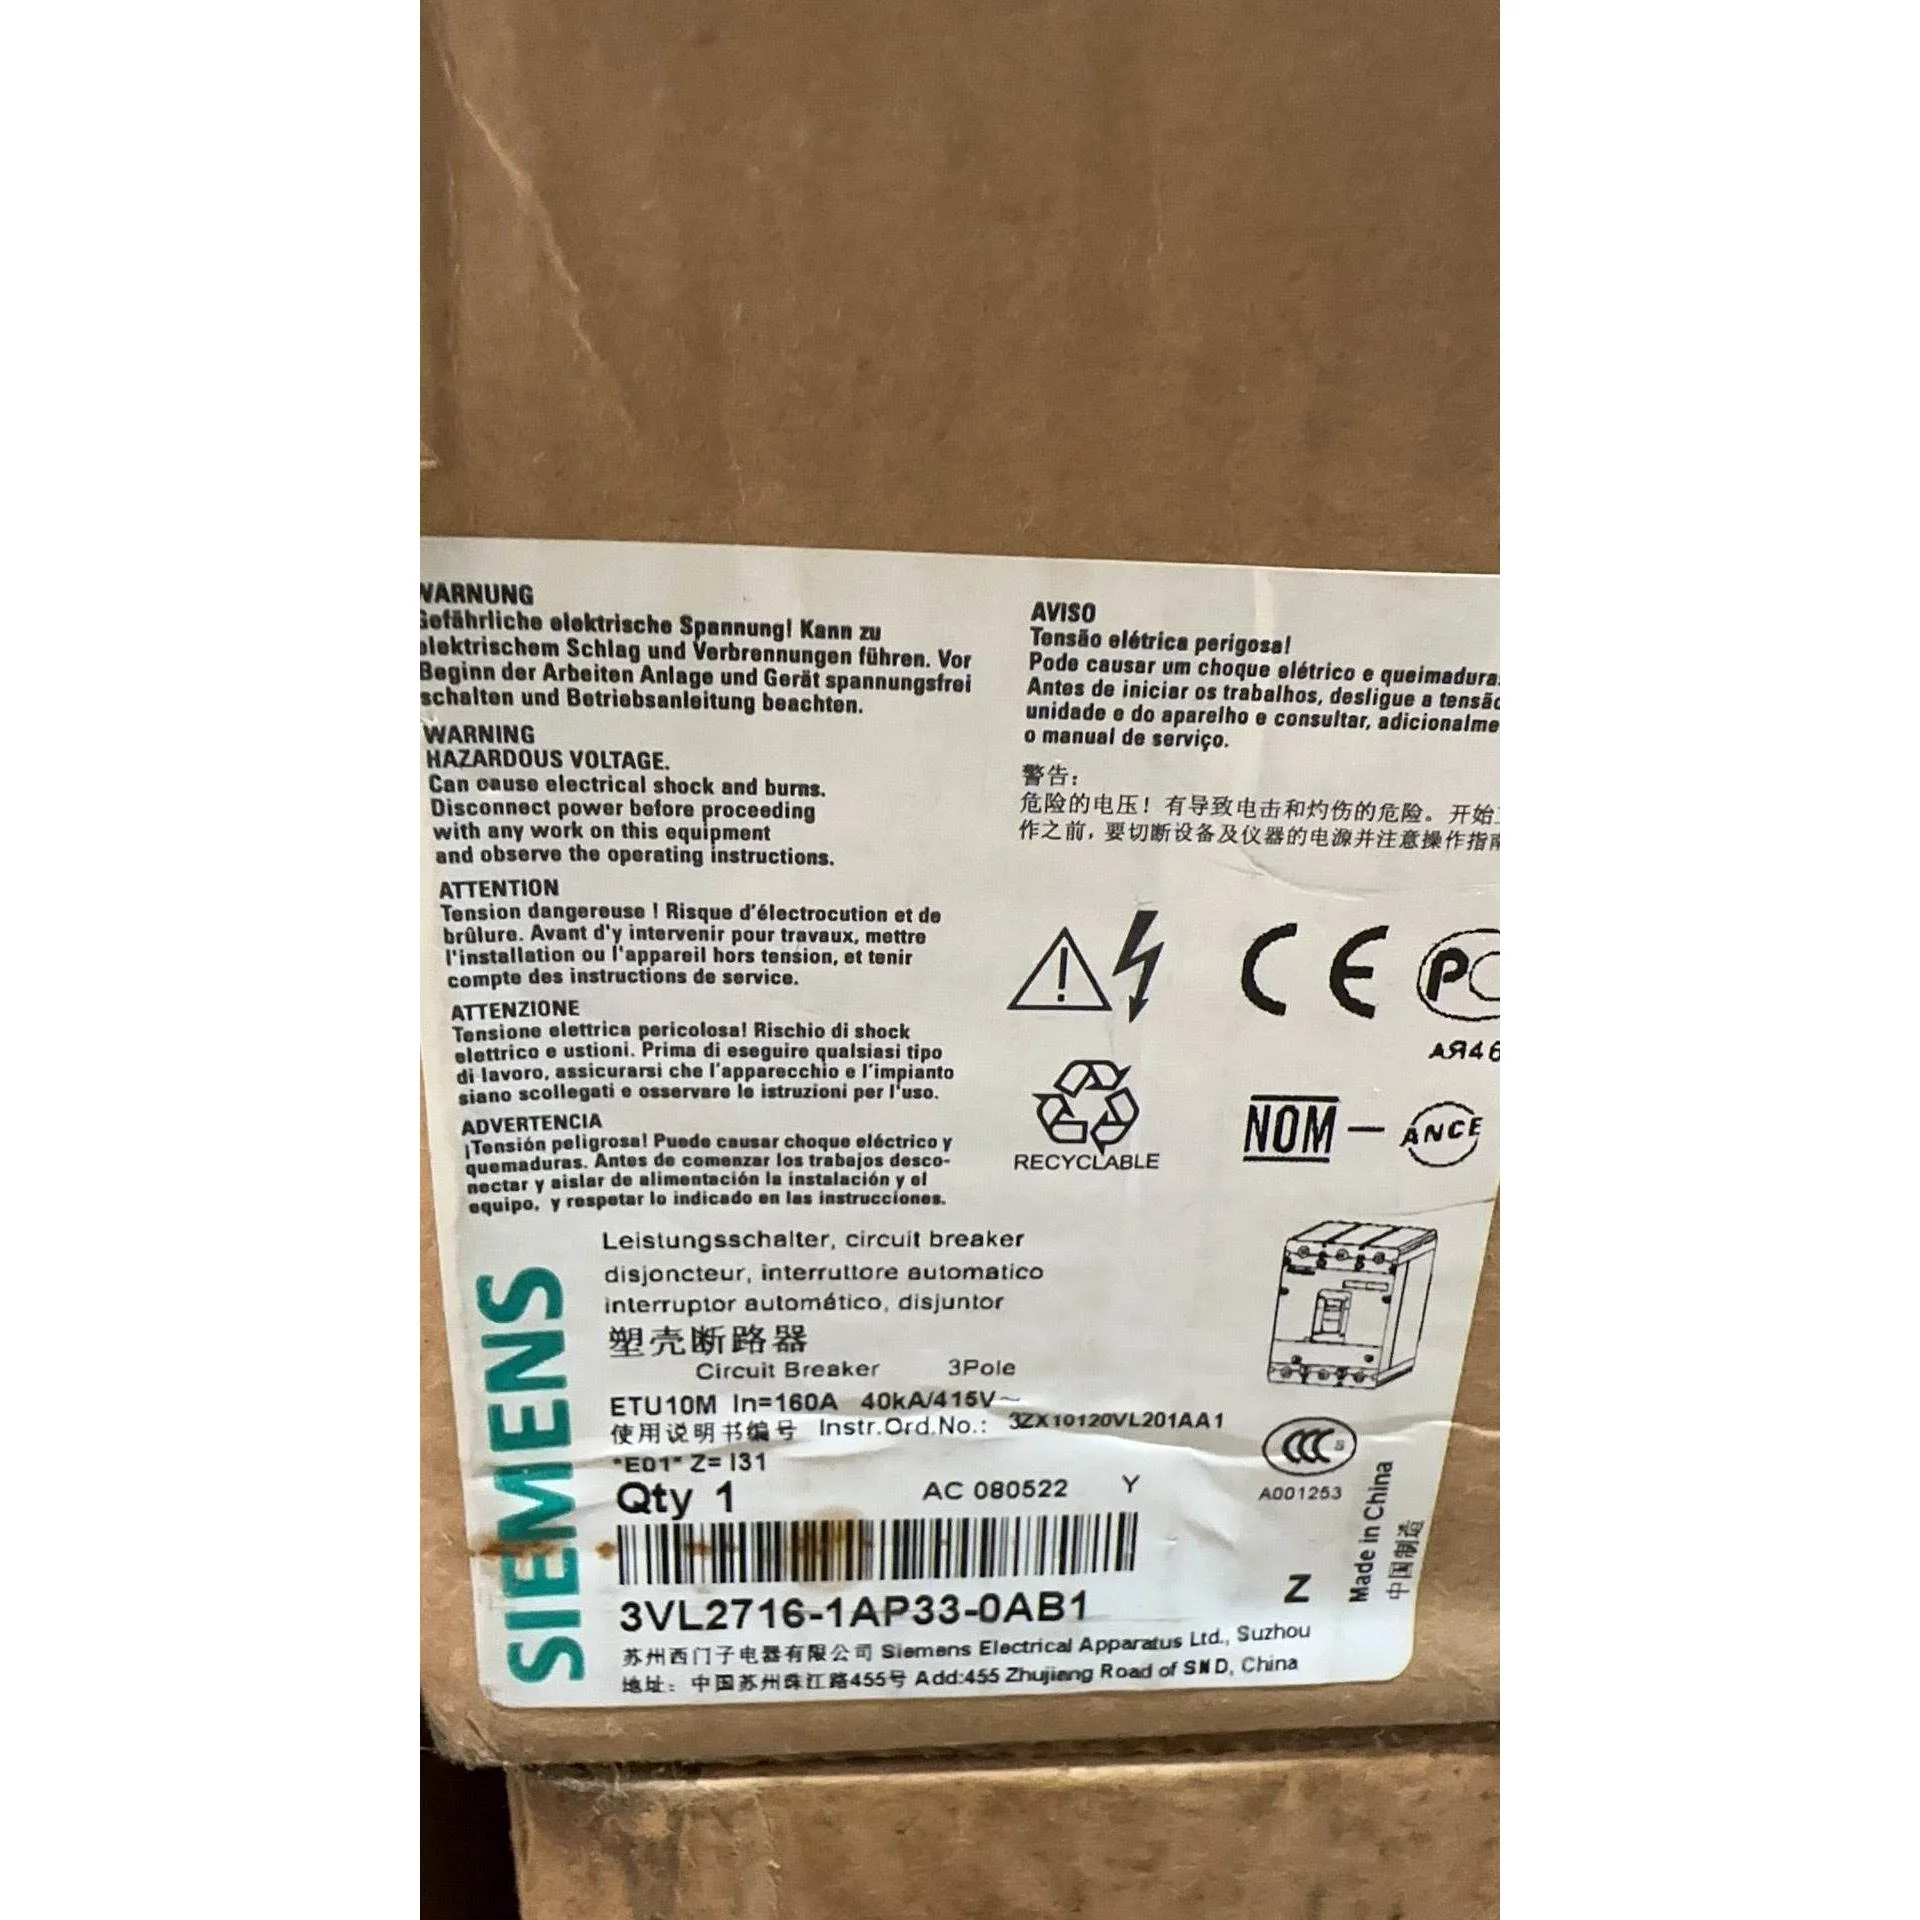 WARNUNG
Gefährliche elektrische Spannung! Kann zu
elektrischem Schlag und Verbrennungen führen. Vor
Beginn der Arbeiten Anlage und Gerät spannungsfrei
schalten und Betriebsanleitung beachten.
WARNING
HAZARDOUS VOLTAGE.
Can cause electrical shock and burns.
Disconnect power before proceeding
with any work on this equipment
and observe the operating instructions.
ATTENTION
Tension dangereuse ! Risque d'électrocution et de
brûlure. Avant d'y intervenir pour travaux, mettre
l'installation ou l'appareil hors tension, et tenir
compte des instructions de service.
ATTENZIONE
Tensione elettrica pericolosa! Rischio di shock
elettrico e ustioni. Prima di eseguire qualsiasi tipo
di lavoro, assicurarsi che l'apparecchio e l'impianto
siano scollegati e osservare le istruzioni per l'uso.
ADVERTENCIA
¡Tensión peligrosa! Puede causar choque eléctrico y
quemaduras. Antes de comenzar los trabajos desco-
nectar y aislar de alimentación la instalación y el
equipo, y respetar lo indicado en las instrucciones.
AVISO
Tensão elétrica perigosa!
Pode causar um choque elétrico e queimaduras
Antes de iniciar os trabalhos, desligue a tensão
unidade e do aparelho e consultar, adicionalme
o manual de serviço.
警告：
危险的电压！有导致电击和灼伤的危险。开始
作之前，要切断设备及仪器的电源并注意操作指南
CE PC
АЯ46
RECYCLABLE
NOM - ANCE
SIEMENS
Leistungsschalter, circuit breaker
disjoncteur, interruttore automatico
interruptor automático, disjuntor
塑壳断路器
Circuit Breaker 3Pole
ETU10M In=160A 40kA/415V~
使用说明书编号 Instr.Ord.No.: 3ZX10120VL201AA1
"E01" Z= I31
Qty 1 AC 080522 Y
3VL2716-1AP33-0AB1
苏州西门子电器有限公司 Siemens Electrical Apparatus Ltd., Suzhou
地址：中国苏州珠江路455号 Add:455 Zhujiang Road of SND, China
CCC S
A001253
Z
Made in China
中国制造